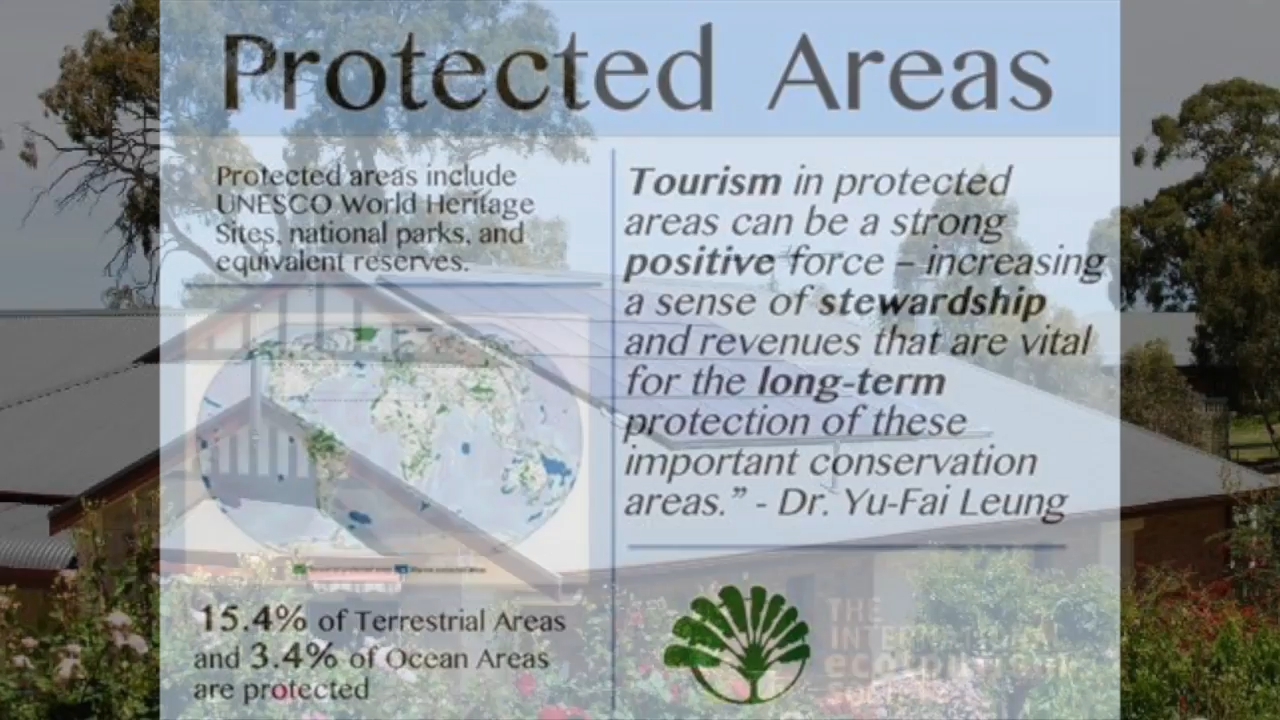 Protected Areas
Protected areas include
UNESCO World Heritage
Sites, national parks, and
equivalent reserves.
Tourism in protected
areas can be a strong
positive force – increasing
a sense of stewardship
and revenues that are vital
for the long-term
protection of these
important conservation
areas.” - Dr. Yu-Fai Leung
15.4% of Terrestrial Areas
and 3.4% of Ocean Areas
are protected
THE